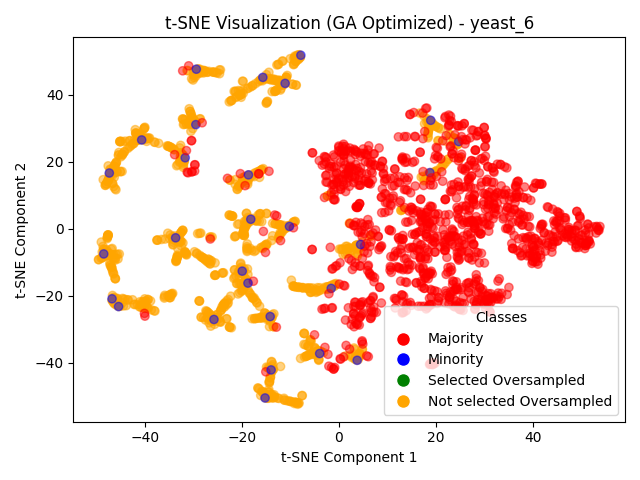 t-SNE Visualization (GA Optimized) - yeast_6
t-SNE Component 2
60
40
20
0
−20
−40
−40
−20
0
20
40
t-SNE Component 1
Classes
Majority
Minority
Selected Oversampled
Not selected Oversampled